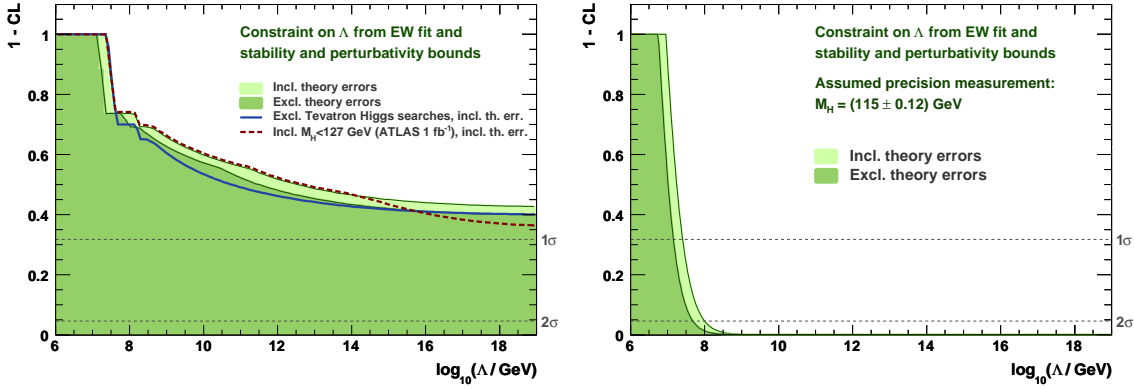 1 - CL
1
0.8
0.6
0.4
0.2
0
Constraint on Λ from EW fit and
stability and perturbativity bounds
Incl. theory errors
Excl. theory errors
Excl. Tevatron Higgs searches, incl. th. err.
Incl. M_H<127 GeV (ATLAS 1 fb⁻¹), incl. th. err.
1σ
2σ
6 8 10 12 14 16 18
log₁₀(Λ / GeV)
1 - CL
1
0.8
0.6
0.4
0.2
0
Constraint on Λ from EW fit and
stability and perturbativity bounds
Assumed precision measurement:
M_H = (115 ± 0.12) GeV
Incl. theory errors
Excl. theory errors
1σ
2σ
6 8 10 12 14 16 18
log₁₀(Λ / GeV)